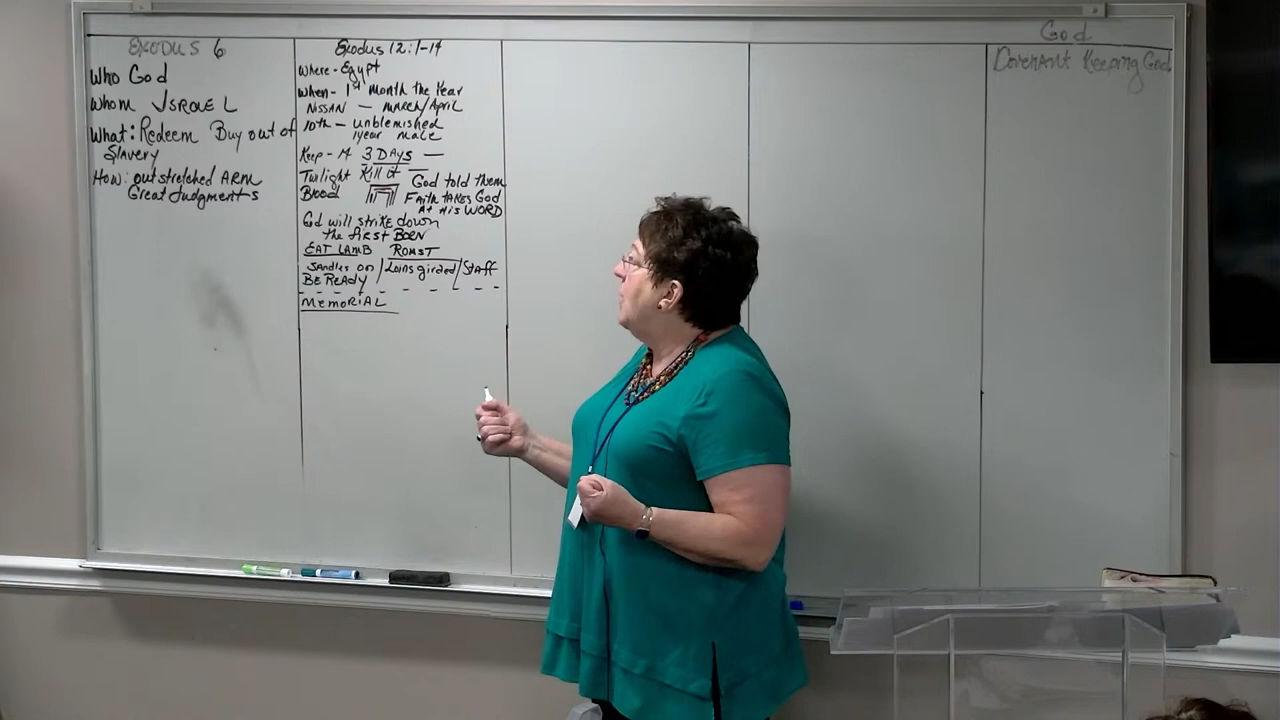 Exodus 6
Who God
Whom ISRAEL
What: Redeem Buy out of
Slavery
How: outstretched ARM
Great Judgments
Exodus 12:1-14
Where - Egypt
When - 1st Month the Year
NISSAN - MARCH/APRIL
10th - unblemished
1year male
Keep - 14 3 DAYS —
Twilight Kill it —
Blood
God told them
FAITH TAKES God
At His WORD
God will strike down
the FIRST BORN
EAT LAMB ROAST
Sandles on / Loins girded / Staff
BE READY
MEMORIAL
God
Covenant Keeping God